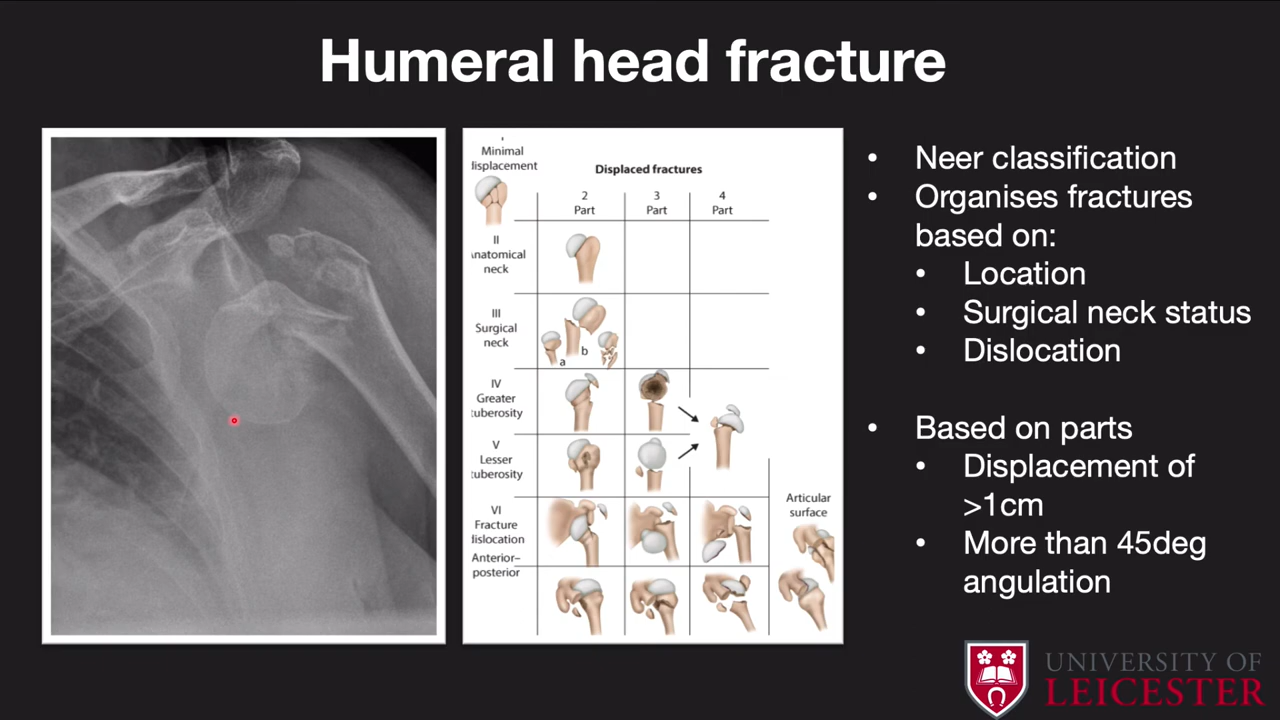 Humeral head fracture
Minimal
displacement
Displaced fractures
2
Part
3
Part
4
Part
II
Anatomical
neck
III
Surgical
neck
a
b
IV
Greater
tuberosity
V
Lesser
tuberosity
VI
Fracture
dislocation
Anterior–
posterior
Articular
surface
• Neer classification
• Organises fractures
based on:
• Location
• Surgical neck status
• Dislocation
• Based on parts
• Displacement of
>1cm
• More than 45deg
angulation
UNIVERSITY OF
LEICESTER